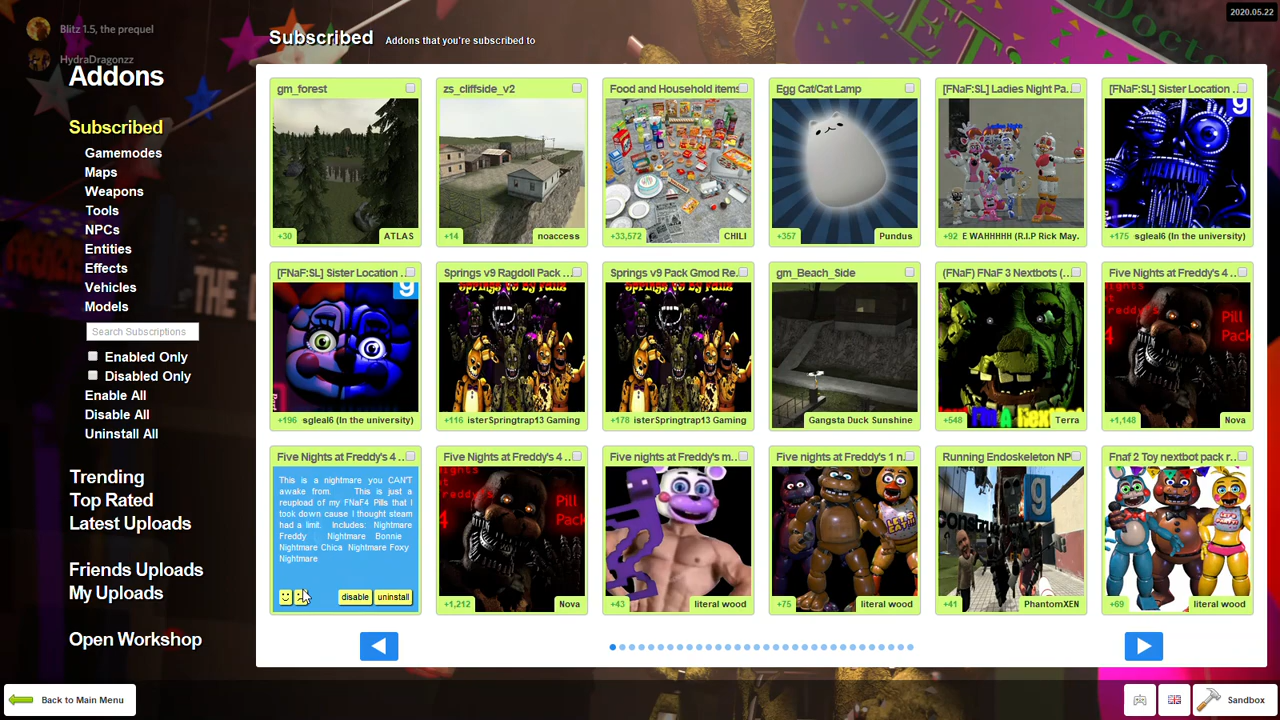 2020.05.22
Blitz 1.5, the prequel
HydraDragonzz
Addons
Subscribed
Gamemodes
Maps
Weapons
Tools
NPCs
Entities
Effects
Vehicles
Models
Search Subscriptions
Enabled Only
Disabled Only
Enable All
Disable All
Uninstall All
Trending
Top Rated
Latest Uploads
Friends Uploads
My Uploads
Open Workshop
Subscribed Addons that you're subscribed to
gm_forest
+30 ATLAS
zs_cliffside_v2
+14 noaccess
Food and Household items
+33,572 CHILI
Egg Cat/Cat Lamp
+357 Pundus
[FNaF:SL] Ladies Night Pa..
Ladies Night
+92 E WAHHHHH (R.I.P Rick May.
[FNaF:SL] Sister Location ..
g
+175 sgleal6 (In the university)
[FNaF:SL] Sister Location ..
g
+196 sgleal6 (In the university)
Springs v9 Ragdoll Pack ...
+116 isterSpringtrap13 Gaming
Springs v9 Pack Gmod Re..
+178 isterSpringtrap13 Gaming
gm_Beach_Side
Gangsta Duck Sunshine
(FNaF) FNaF 3 Nextbots (...
+548 Terra
Five Nights at Freddy's 4 ..
Pill
Pack
+1,148 Nova
Five Nights at Freddy's 4 ..
This is a nightmare you CAN'T
awake from. This is just a
reupload of my FNaF4 Pills that I
took down cause I thought steam
had a limit. Includes: Nightmare
Freddy Nightmare Bonnie
Nightmare Chica Nightmare Foxy
Nightmare
disable uninstall
Five Nights at Freddy's 4 ..
Pill
Pack
+1,212 Nova
Five nights at Freddy's m...
+43 literal wood
Five nights at Freddy's 1 n..
LET'S
EAT!!!
+75 literal wood
Running Endoskeleton NP
g
+41 PhantomXEN
Fnaf 2 Toy nextbot pack r...
+69 literal wood
Back to Main Menu
Sandbox